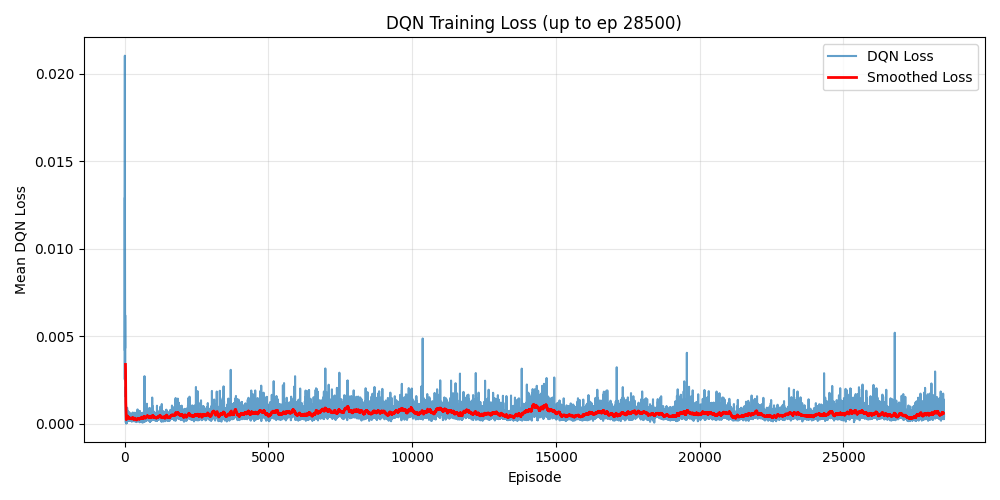 DQN Training Loss (up to ep 28500)
DQN Loss
Smoothed Loss
Mean DQN Loss
0.020
0.015
0.010
0.005
0.000
0 5000 10000 15000 20000 25000
Episode